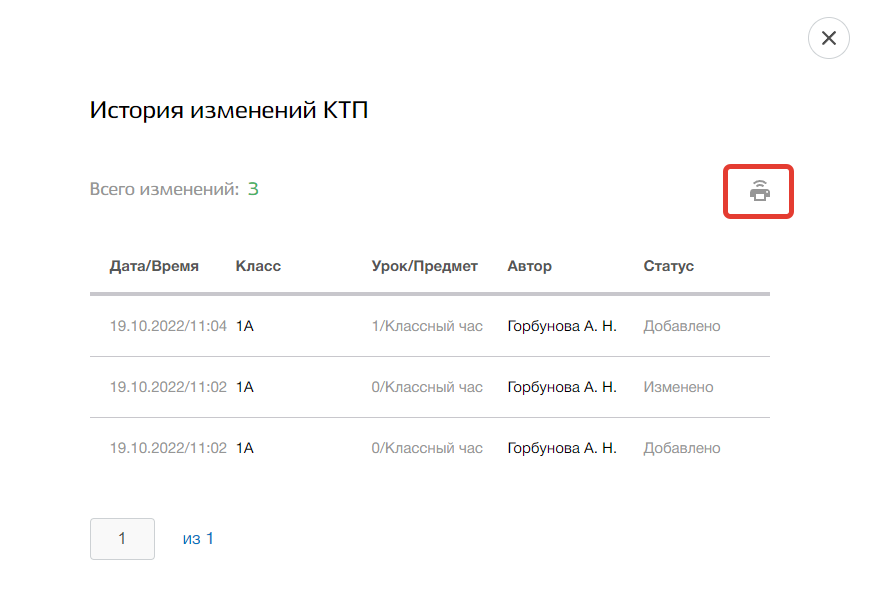 История изменений КТП
Всего изменений: 3
Дата/Время Класс Урок/Предмет Автор Статус
19.10.2022/11:04 1А 1/Классный час Горбунова А. Н. Добавлено
19.10.2022/11:02 1А 0/Классный час Горбунова А. Н. Изменено
19.10.2022/11:02 1А 0/Классный час Горбунова А. Н. Добавлено
1 из 1